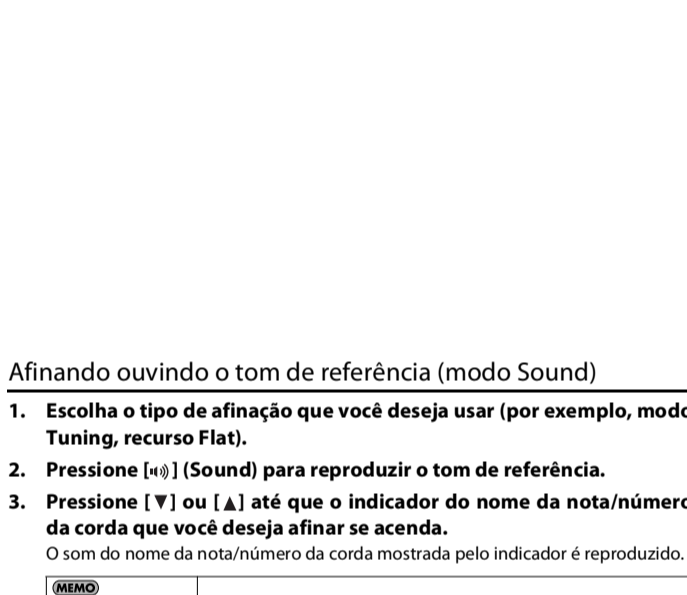 Afinando ouvindo o tom de referência (modo Sound)
1. Escolha o tipo de afinação que você deseja usar (por exemplo, modo
Tuning, recurso Flat).
2. Pressione [🔊] (Sound) para reproduzir o tom de referência.
3. Pressione [▼] ou [▲] até que o indicador do nome da nota/número
da corda que você deseja afinar se acenda.
O som do nome da nota/número da corda mostrada pelo indicador é reproduzido.
MEMO